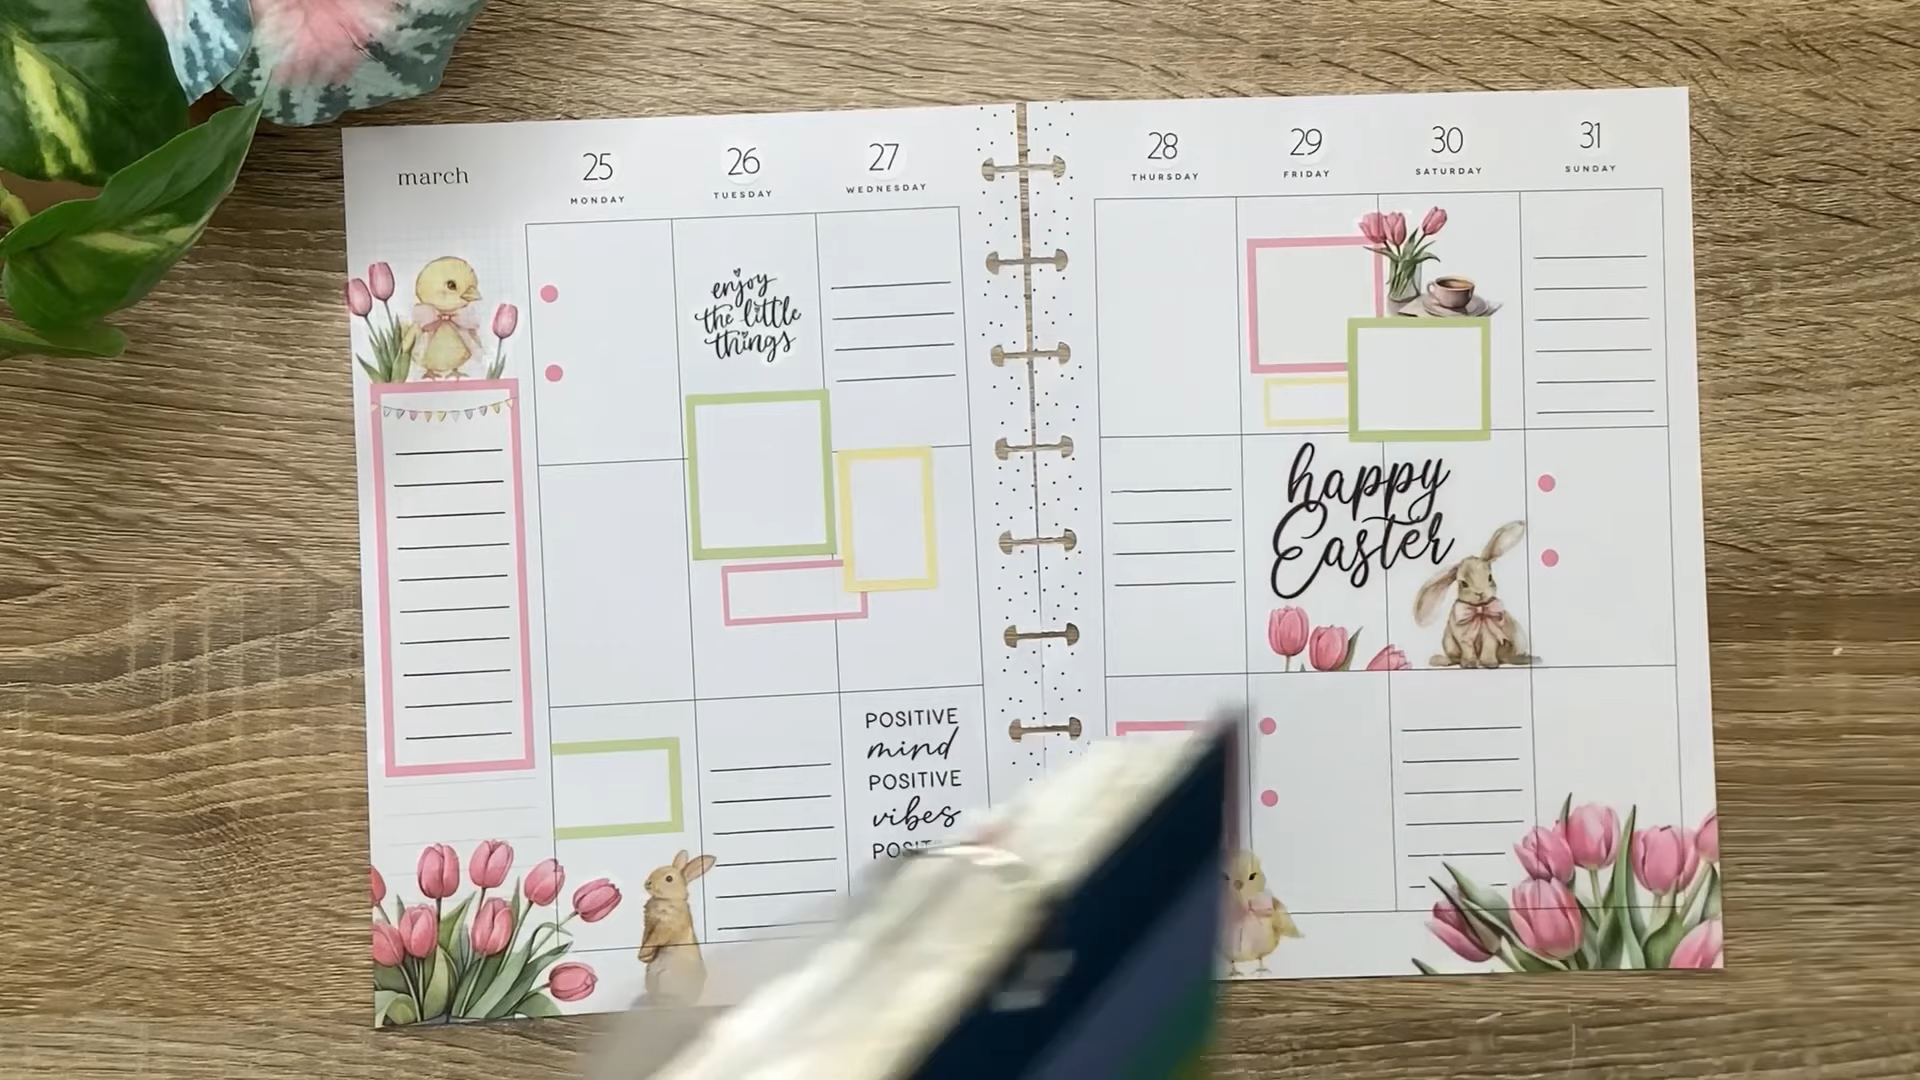 march
25
MONDAY
26
TUESDAY
27
WEDNESDAY
28
THURSDAY
29
FRIDAY
30
SATURDAY
31
SUNDAY
enjoy
the little
things
happy
Easter
POSITIVE
mind
POSITIVE
vibes